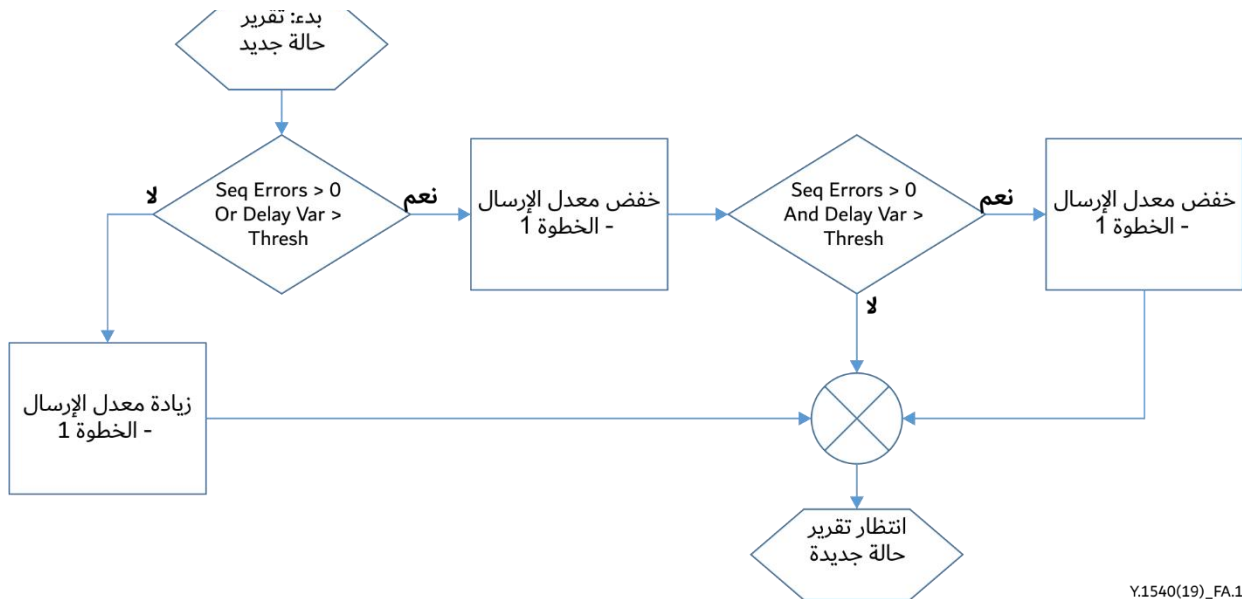 بدء: تقرير
حالة جديد
Seq Errors > 0
Or Delay Var >
Thresh
لا
نعم
خفض معدل الإرسال
- الخطوة 1
Seq Errors > 0
And Delay Var >
Thresh
نعم
لا
خفض معدل الإرسال
- الخطوة 1
زيادة معدل الإرسال
- الخطوة 1
انتظار تقرير
حالة جديدة
Y.1540(19)_FA.1